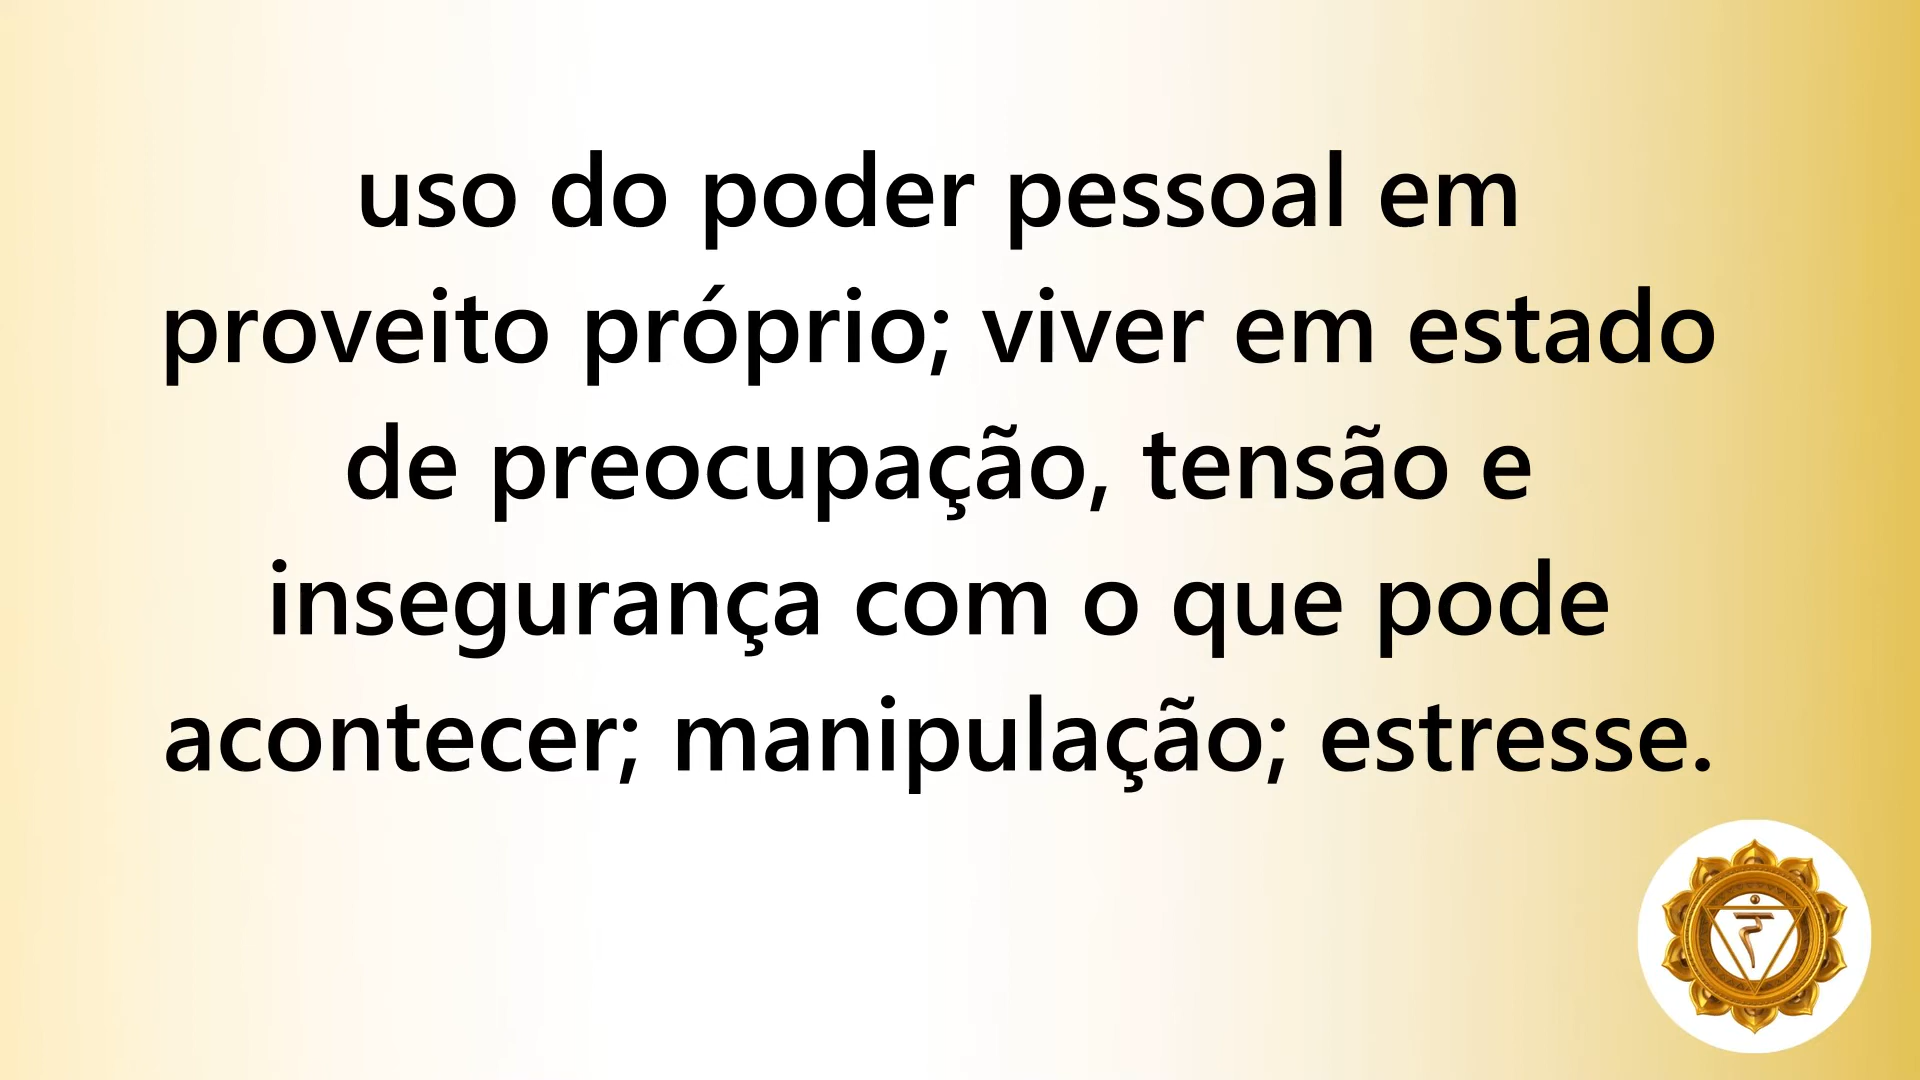 uso do poder pessoal em
proveito próprio; viver em estado
de preocupação, tensão e
insegurança com o que pode
acontecer; manipulação; estresse.
रं